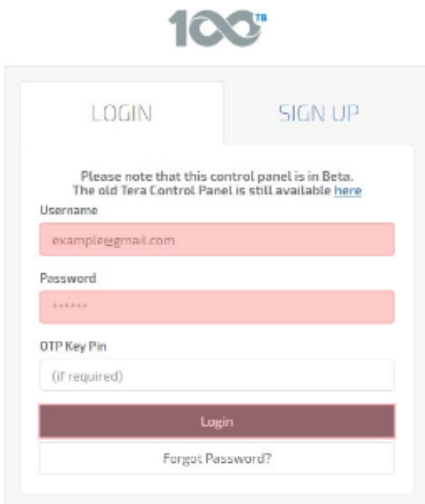 100TB
LOGIN
SIGN UP
Please note that this control panel is in Beta.
The old Tera Control Panel is still available here
Username
example@gmail.com
Password
******
OTP Key Pin
(if required)
Login
Forgot Password?